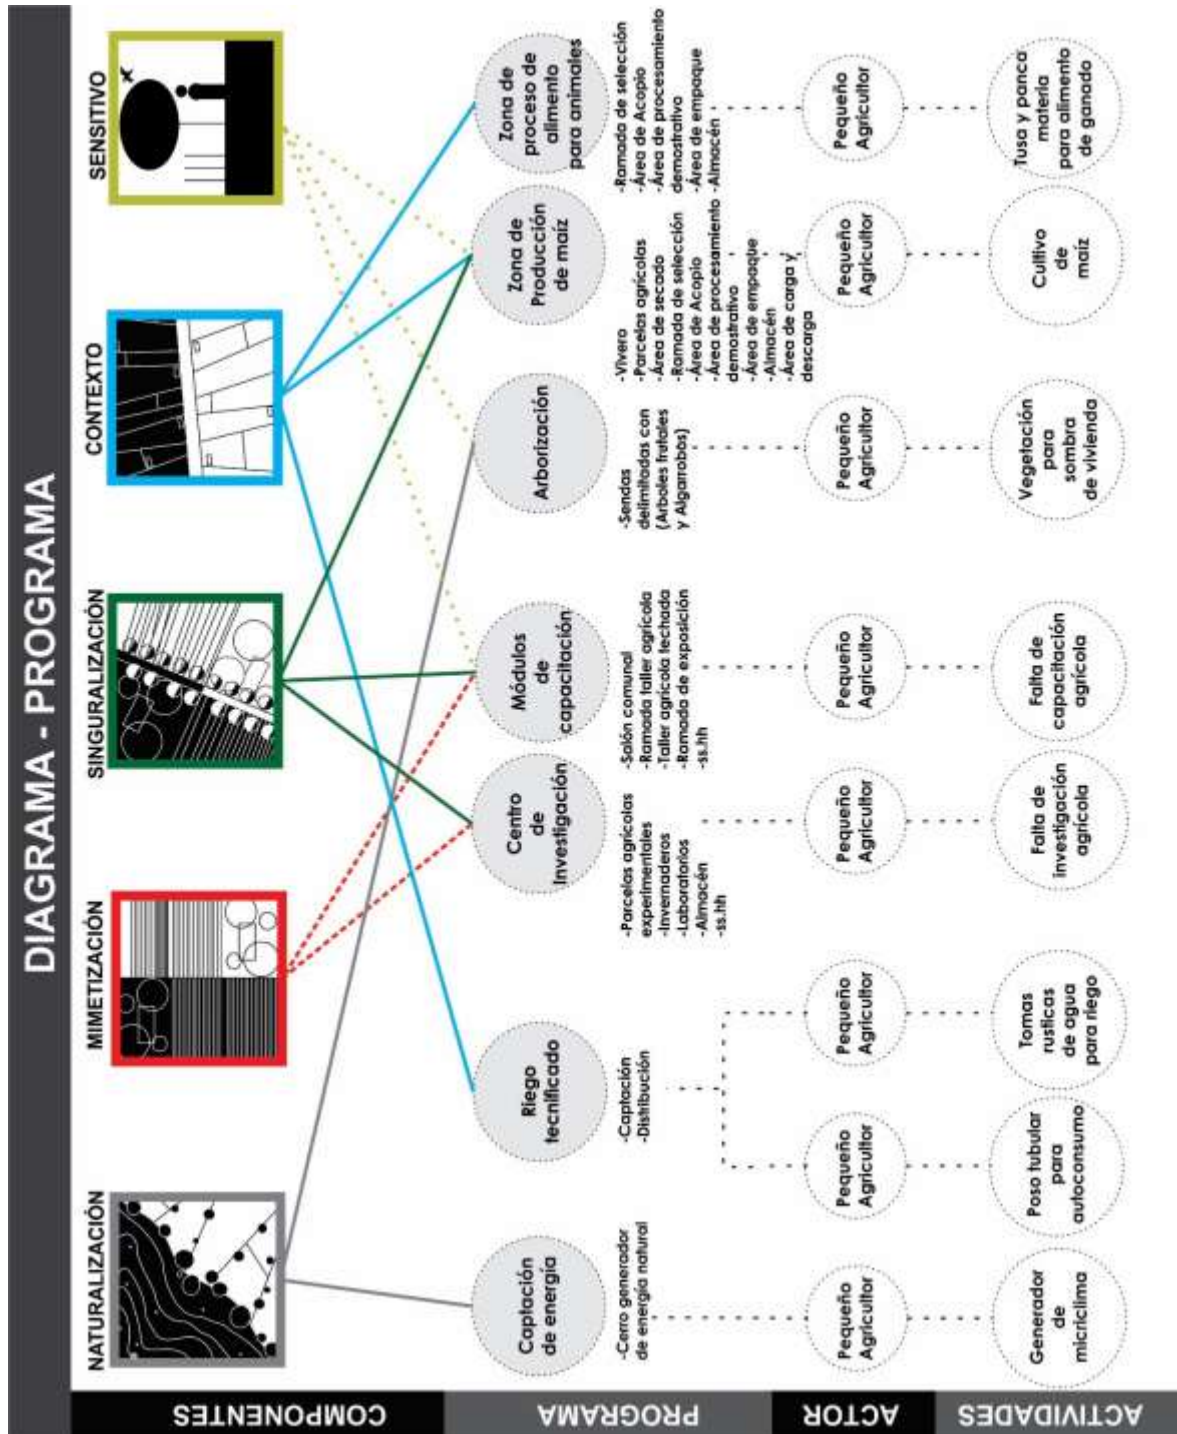 DIAGRAMA - PROGRAMA
COMPONENTES
NATURALIZACIÓN
MIMETIZACIÓN
SINGURALIZACIÓN
CONTEXTO
SENSITIVO
PROGRAMA
Captación
de energía
-Cerro generador
de energía natural
Riego
tecnificado
-Captación
-Distribución
Centro
de
Investigación
-Parcelas agrícolas
experimentales
-Invernaderos
-Laboratorios
-Almacén
-ss.hh
Módulos
de
capacitación
-Salón comunal
-Ramada taller agrícola
-Taller agrícola techada
-Ramada de exposición
-ss.hh
Arborización
-Sendas
delimitadas con
(Arboles frutales
y Algarrobos)
Zona de
Producción
de maíz
-Vivero
-Parcelas agrícolas
-Área de secado
-Ramada de selección
-Área de Acopio
-Área de procesamiento
demostrativo
-Área de empaque
-Almacén
-Área de carga y
descarga
Zona de
proceso de
alimento
para animales
-Ramada de selección
-Área de Acopio
-Área de procesamiento
demostrativo
-Área de empaque
-Almacén
ACTOR
Pequeño
Agricultor
Pequeño
Agricultor
Pequeño
Agricultor
Pequeño
Agricultor
Pequeño
Agricultor
Pequeño
Agricultor
Pequeño
Agricultor
Pequeño
Agricultor
ACTIVIDADES
Generador
de
micriclima
Poso tubular
para
autoconsumo
Tomas
rusticas
de agua
para riego
Falta de
investigación
agrícola
Falta de
capacitación
agrícola
Vegetación
para
sombra
de vivienda
Cultivo
de
maíz
Tusa y panca
materia
para alimento
de ganado